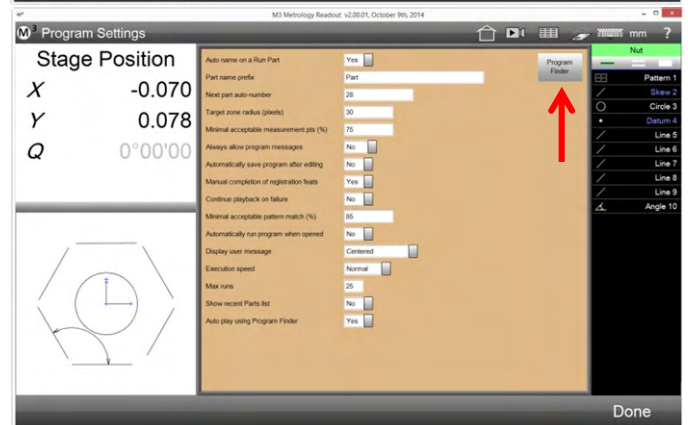 M3 Metrology Readout v2.00.01, October 9th, 2014
M³ Program Settings
mm ?
Stage Position
X -0.070
Y 0.078
Q 0°00'00
Auto name on a Run Part Yes
Part name prefix Part
Next part auto-number 28
Target zone radius (pixels) 30
Minimal acceptable measurement pts (%) 75
Always allow program messages No
Automatically save program after editing No
Manual completion of registration feats Yes
Continue playback on failure No
Minimal acceptable pattern match (%) 85
Automatically run program when opened No
Display user message Centered
Execution speed Normal
Max runs 25
Show recent Parts list No
Auto play using Program Finder Yes
Program
Finder
Nut
Pattern 1
Skew 2
Circle 3
Datum 4
Line 5
Line 6
Line 7
Line 8
Line 9
Angle 10
Done